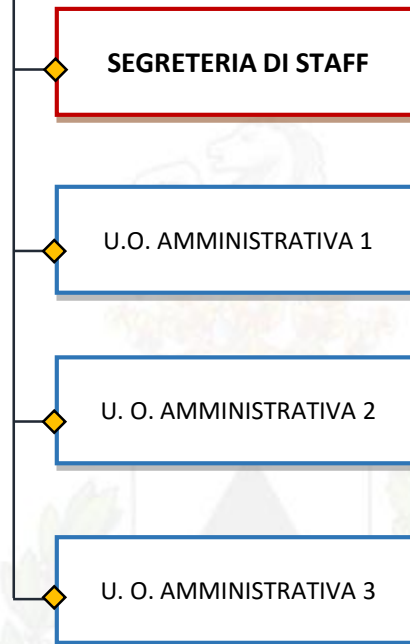 SEGRETERIA DI STAFF
U.O. AMMINISTRATIVA 1
U. O. AMMINISTRATIVA 2
U. O. AMMINISTRATIVA 3